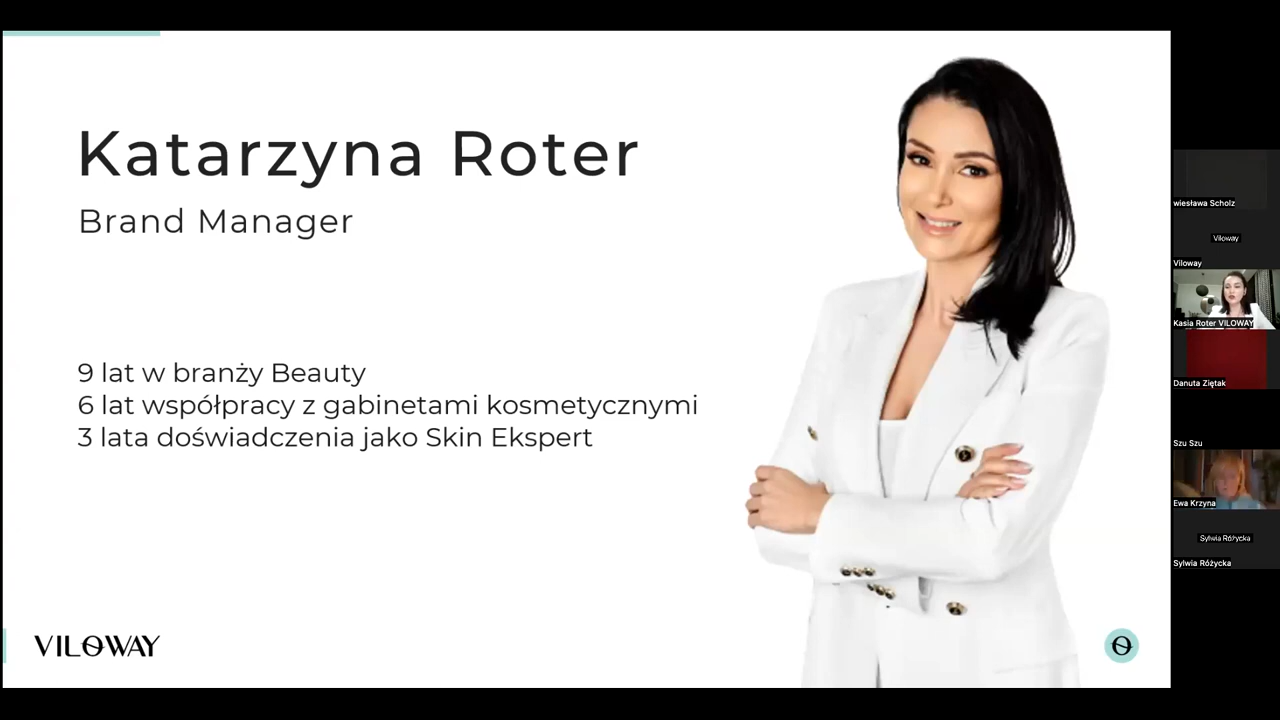 Katarzyna Roter
Brand Manager
9 lat w branży Beauty
6 lat współpracy z gabinetami kosmetycznymi
3 lata doświadczenia jako Skin Ekspert
VILOWAY
wiesława Scholz
Viloway
Viloway
Kasia Roter VILOWAY
Danuta Ziętak
Szu Szu
Ewa Krzyna
Sylwia Różycka
Sylwia Różycka